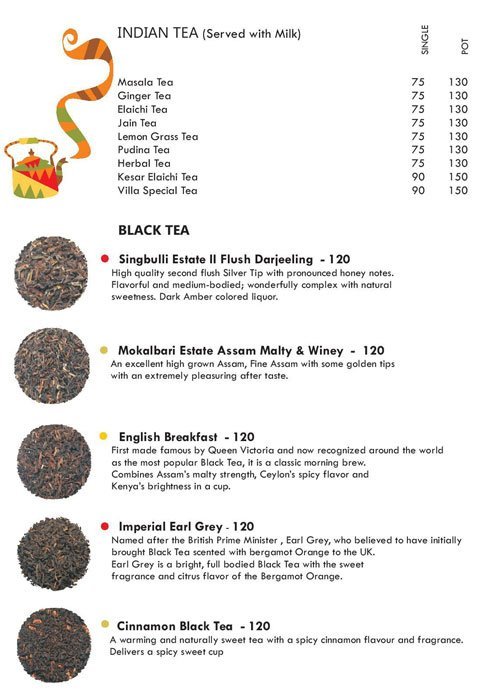 INDIAN TEA (Served with Milk) SINGLE POT
Masala Tea 75 130
Ginger Tea 75 130
Elaichi Tea 75 130
Jain Tea 75 130
Lemon Grass Tea 75 130
Pudina Tea 75 130
Herbal Tea 75 130
Kesar Elaichi Tea 90 150
Villa Special Tea 90 150
BLACK TEA
Singbulli Estate II Flush Darjeeling - 120
High quality second flush Silver Tip with pronounced honey notes.
Flavorful and medium-bodied; wonderfully complex with natural
sweetness. Dark Amber colored liquor.
Mokalbari Estate Assam Malty & Winey - 120
An excellent high grown Assam, Fine Assam with some golden tips
with an extremely pleasuring after taste.
English Breakfast - 120
First made famous by Queen Victoria and now recognized around the world
as the most popular Black Tea, it is a classic morning brew.
Combines Assam's malty strength, Ceylon's spicy flavor and
Kenya's brightness in a cup.
Imperial Earl Grey - 120
Named after the British Prime Minister , Earl Grey, who believed to have initially
brought Black Tea scented with bergamot Orange to the UK.
Earl Grey is a bright, full bodied Black Tea with the sweet
fragrance and citrus flavor of the Bergamot Orange.
Cinnamon Black Tea - 120
A warming and naturally sweet tea with a spicy cinnamon flavour and fragrance.
Delivers a spicy sweet cup